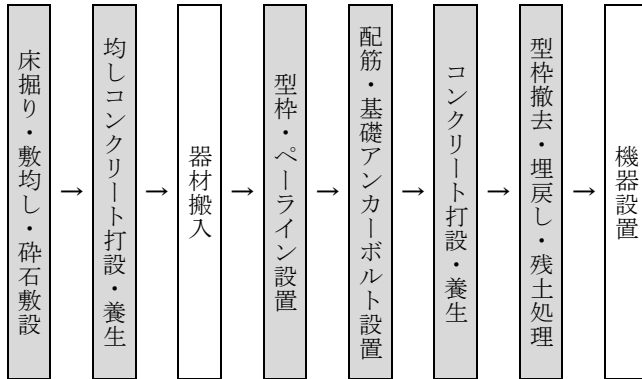 床掘り・敷均し・砕石敷設
→
均しコンクリート打設・養生
→
器材搬入
→
型枠・ペーライン設置
→
配筋・基礎アンカーボルト設置
→
コンクリート打設・養生
→
型枠撤去・埋戻し・残土処理
→
機器設置